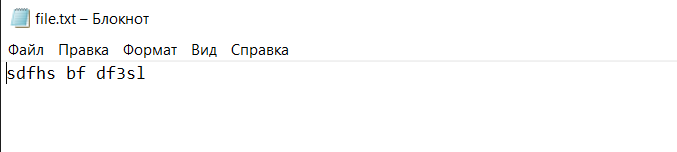 file.txt – Блокнот
Файл Правка Формат Вид Справка
sdfhs bf df3sl